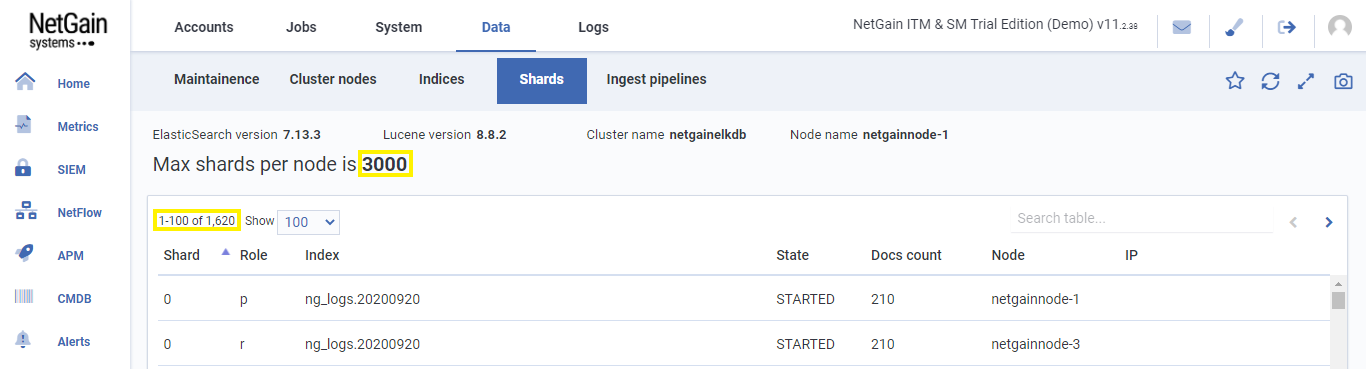 NetGain
systems
Accounts Jobs System Data Logs
NetGain ITM & SM Trial Edition (Demo) v11.2.38
Home
Metrics
SIEM
NetFlow
APM
CMDB
Alerts
Maintainence Cluster nodes Indices Shards Ingest pipelines
ElasticSearch version 7.13.3 Lucene version 8.8.2 Cluster name netgainelkdb Node name netgainnode-1
Max shards per node is 3000
1-100 of 1,620 Show 100 Search table...
Shard Role Index State Docs count Node IP
0 p ng_logs.20200920 STARTED 210 netgainnode-1
0 r ng_logs.20200920 STARTED 210 netgainnode-3